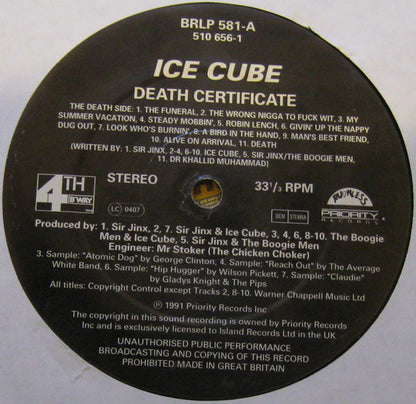 BRLP 581-A
510 656-1
ICE CUBE
DEATH CERTIFICATE
THE DEATH SIDE: 1. THE FUNERAL, 2. THE WRONG NIGGA TO FUCK WIT, 3. MY
SUMMER VACATION, 4. STEADY MOBBIN', 5. ROBIN LENCH, 6. GIVIN' UP THE NAPPY
DUG OUT, 7. LOOK WHO'S BURNIN', 8. A BIRD IN THE HAND, 9. MAN'S BEST FRIEND,
10. ALIVE ON ARRIVAL, 11. DEATH
(WRITTEN BY: 1. SIR JINX, 2-4, 6-10. ICE CUBE, 5. SIR JINX/THE BOOGIE MEN,
11. DR KHALLID MUHAMMAD)
4TH
B'WAY
STEREO
33⅓ RPM
RUTHLESS
LC 0407
BIEM STEMRA
PRIORITY
RECORDS
Produced by: 1. Sir Jinx, 2, 7. Sir Jinx & Ice Cube, 3, 4, 6, 8-10. The Boogie
Men & Ice Cube, 5. Sir Jinx & The Boogie Men
Engineer: Mr Stoker (The Chicken Choker)
3. Sample: "Atomic Dog" by George Clinton, 4. Sample: "Reach Out" by The Average
White Band, 6. Sample: "Hip Hugger" by Wilson Pickett, 7. Sample: "Claudie"
by Gladys Knight & The Pips
All titles: Copyright Control except Tracks 2, 8-10. Warner Chappell Music Ltd
Ⓟ 1991 Priority Records Inc
The copyright in this sound recording is owned by Priority Records
Inc and is exclusively licensed to Island Records Ltd in the UK
UNAUTHORISED PUBLIC PERFORMANCE
BROADCASTING AND COPYING OF THIS RECORD
PROHIBITED MADE IN GREAT BRITAIN